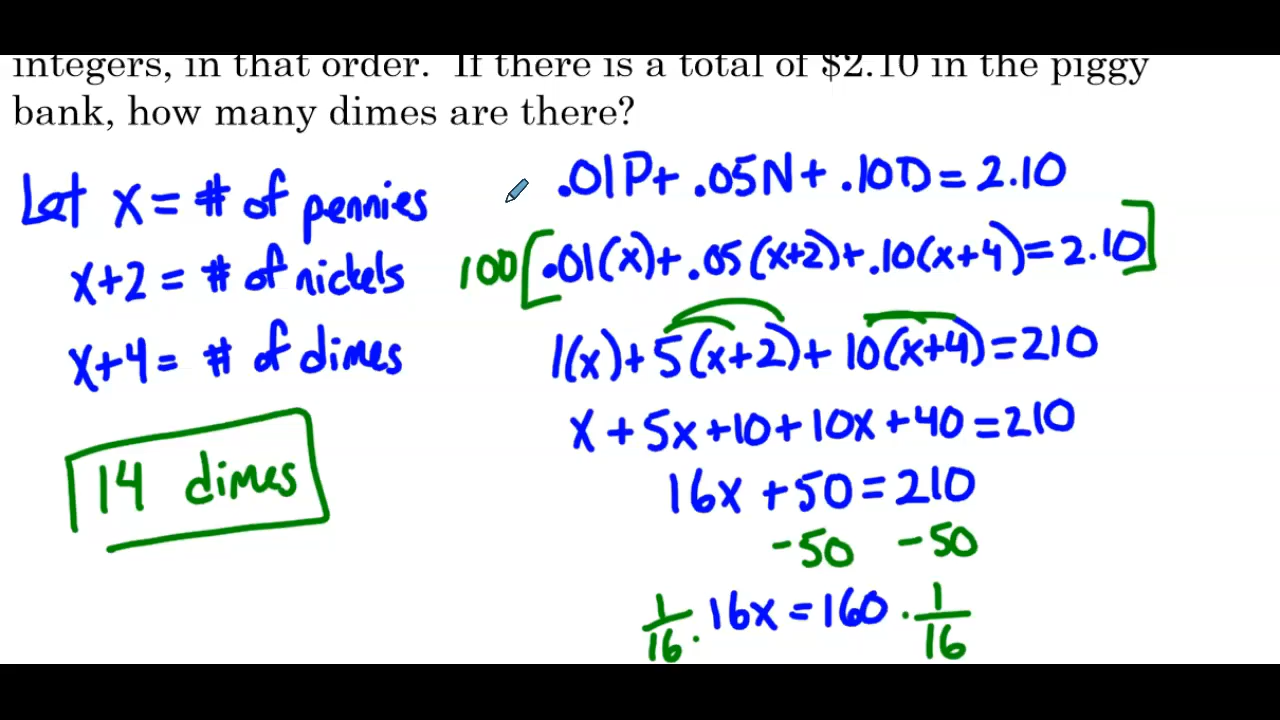 integers, in that order. If there is a total of $2.10 in the piggy
bank, how many dimes are there?
Let x = # of pennies
x+2 = # of nickels
x+4 = # of dimes
14 dimes
.01P + .05N + .10D = 2.10
100[.01(x) + .05(x+2) + .10(x+4) = 2.10]
1(x) + 5(x+2) + 10(x+4) = 210
x + 5x + 10 + 10x + 40 = 210
16x + 50 = 210
-50 -50
1/16 · 16x = 160 · 1/16